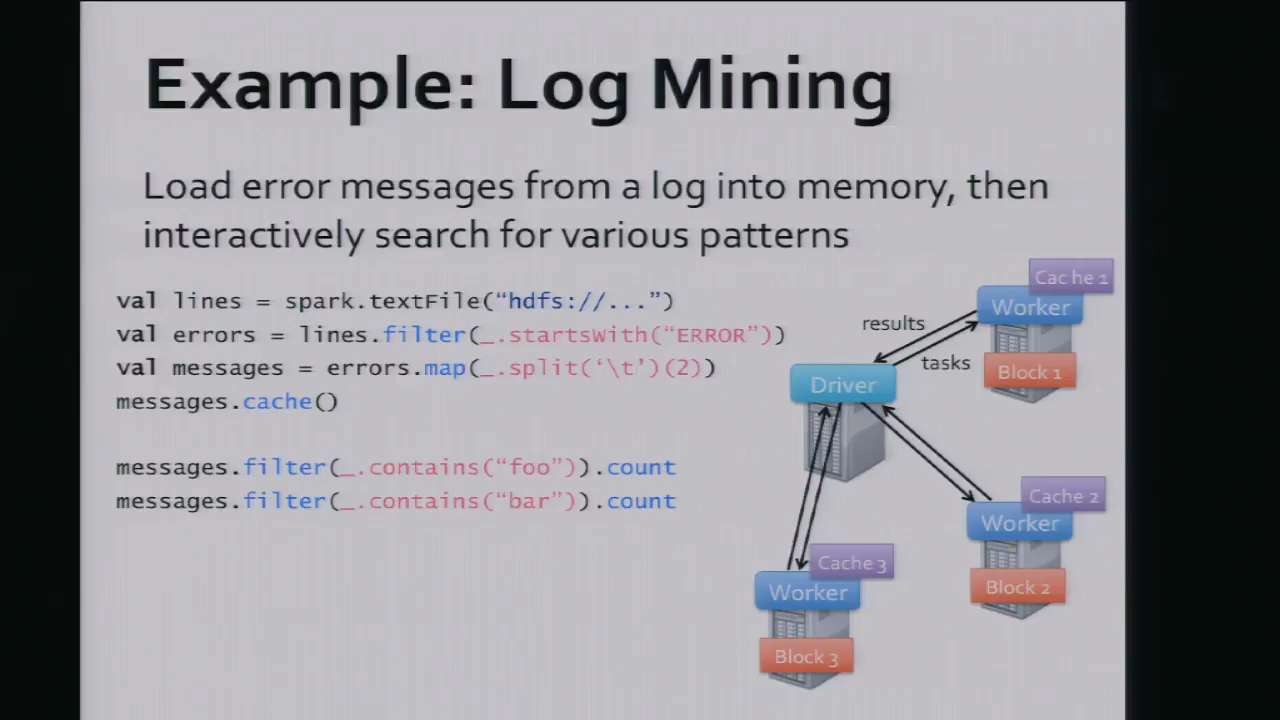 Example: Log Mining
Load error messages from a log into memory, then
interactively search for various patterns
val lines = spark.textFile(“hdfs://...”)
val errors = lines.filter(_.startsWith(“ERROR”))
val messages = errors.map(_.split(‘\t’)(2))
messages.cache()
messages.filter(_.contains(“foo”)).count
messages.filter(_.contains(“bar”)).count
Cache 1
Worker
results
tasks
Block 1
Driver
Cache 2
Worker
Block 2
Cache 3
Worker
Block 3